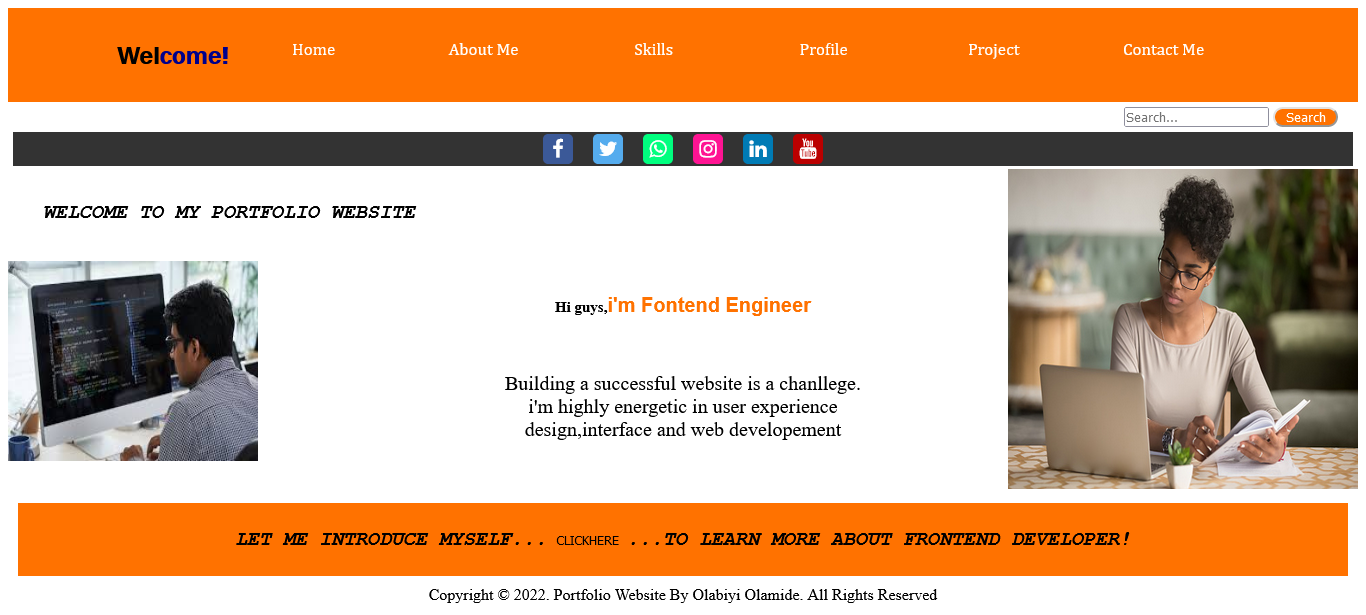 Welcome!
Home
About Me
Skills
Profile
Project
Contact Me
Search...
Search
You
Tube
WELCOME TO MY PORTFOLIO WEBSITE
Hi guys,i'm Fontend Engineer
Building a successful website is a chanllege.
i'm highly energetic in user experience
design,interface and web developement
LET ME INTRODUCE MYSELF... CLICKHERE ...TO LEARN MORE ABOUT FRONTEND DEVELOPER!
Copyright © 2022. Portfolio Website By Olabiyi Olamide. All Rights Reserved